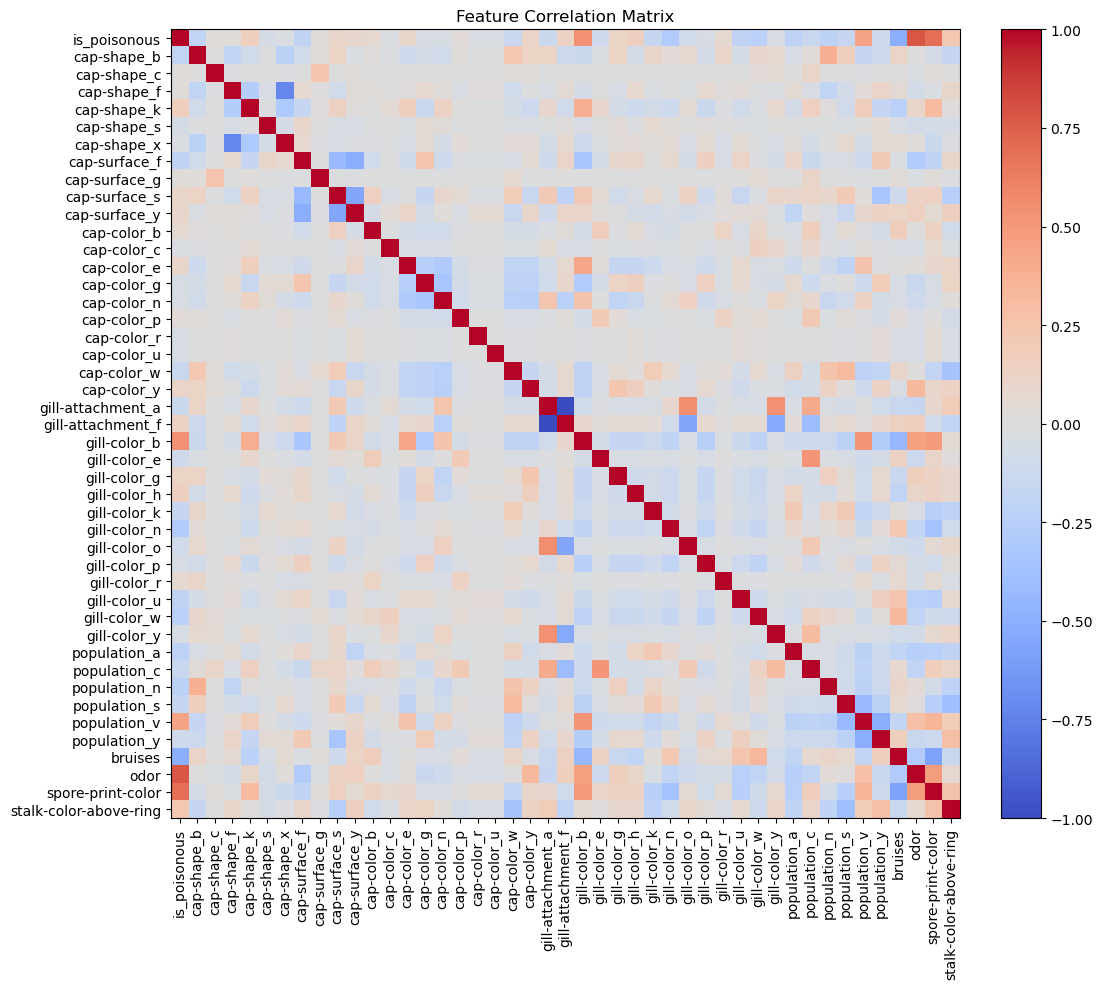 Feature Correlation Matrix
is_poisonous
cap-shape_b
cap-shape_c
cap-shape_f
cap-shape_k
cap-shape_s
cap-shape_x
cap-surface_f
cap-surface_g
cap-surface_s
cap-surface_y
cap-color_b
cap-color_c
cap-color_e
cap-color_g
cap-color_n
cap-color_p
cap-color_r
cap-color_u
cap-color_w
cap-color_y
gill-attachment_a
gill-attachment_f
gill-color_b
gill-color_e
gill-color_g
gill-color_h
gill-color_k
gill-color_n
gill-color_o
gill-color_p
gill-color_r
gill-color_u
gill-color_w
gill-color_y
population_a
population_c
population_n
population_s
population_v
population_y
bruises
odor
spore-print-color
stalk-color-above-ring
is_poisonous
cap-shape_b
cap-shape_c
cap-shape_f
cap-shape_k
cap-shape_s
cap-shape_x
cap-surface_f
cap-surface_g
cap-surface_s
cap-surface_y
cap-color_b
cap-color_c
cap-color_e
cap-color_g
cap-color_n
cap-color_p
cap-color_r
cap-color_u
cap-color_w
cap-color_y
gill-attachment_a
gill-attachment_f
gill-color_b
gill-color_e
gill-color_g
gill-color_h
gill-color_k
gill-color_n
gill-color_o
gill-color_p
gill-color_r
gill-color_u
gill-color_w
gill-color_y
population_a
population_c
population_n
population_s
population_v
population_y
bruises
odor
spore-print-color
stalk-color-above-ring
1.00
0.75
0.50
0.25
0.00
−0.25
−0.50
−0.75
−1.00